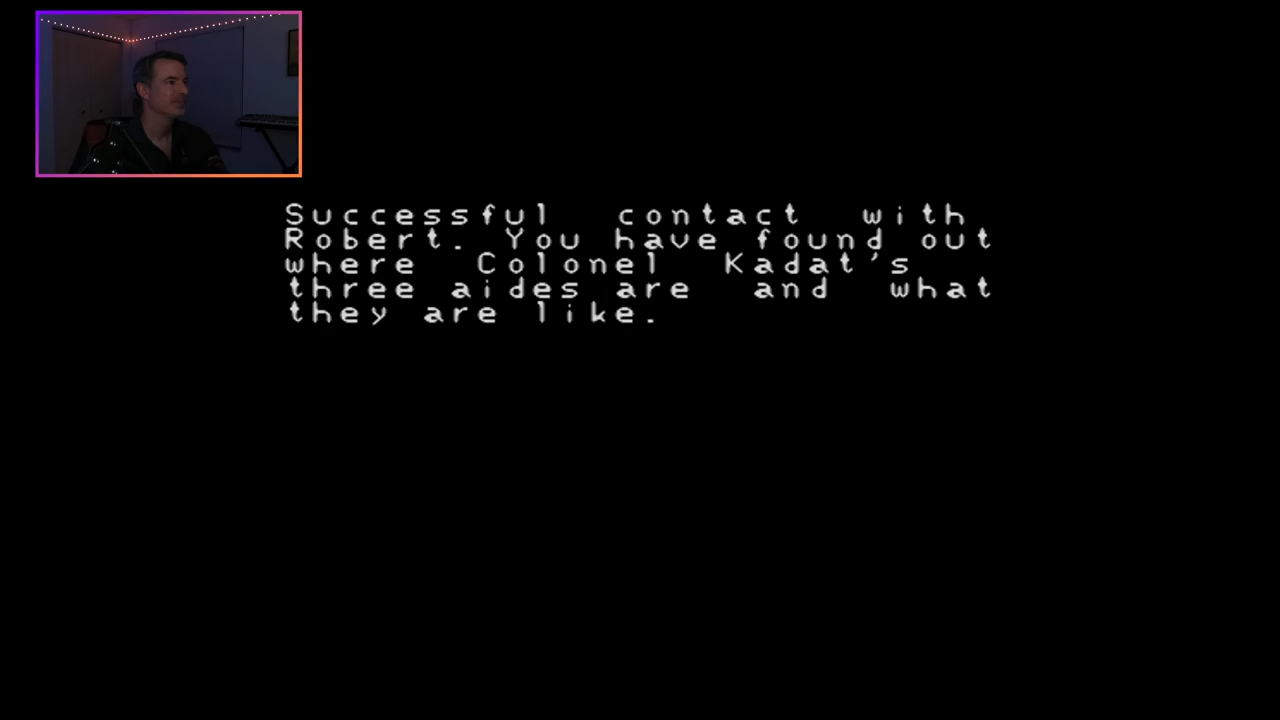 Successful contact with
Robert. You have found out
where Colonel Kadat's
three aides are and what
they are like.